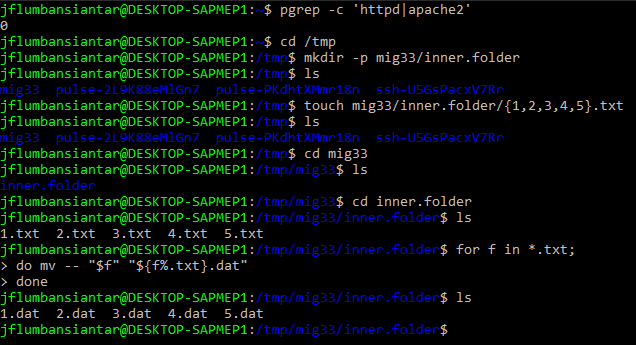 jflumbansiantar@DESKTOP-SAPMEP1:~$ pgrep -c 'httpd|apache2'
0
jflumbansiantar@DESKTOP-SAPMEP1:~$ cd /tmp
jflumbansiantar@DESKTOP-SAPMEP1:/tmp$ mkdir -p mig33/inner.folder
jflumbansiantar@DESKTOP-SAPMEP1:/tmp$ ls
mig33  pulse-2L9K88eMlGn7  pulse-PKdhtXMmr18n  ssh-U5GsPacxV7Rr
jflumbansiantar@DESKTOP-SAPMEP1:/tmp$ touch mig33/inner.folder/{1,2,3,4,5}.txt
jflumbansiantar@DESKTOP-SAPMEP1:/tmp$ ls
mig33  pulse-2L9K88eMlGn7  pulse-PKdhtXMmr18n  ssh-U5GsPacxV7Rr
jflumbansiantar@DESKTOP-SAPMEP1:/tmp$ cd mig33
jflumbansiantar@DESKTOP-SAPMEP1:/tmp/mig33$ ls
inner.folder
jflumbansiantar@DESKTOP-SAPMEP1:/tmp/mig33$ cd inner.folder
jflumbansiantar@DESKTOP-SAPMEP1:/tmp/mig33/inner.folder$ ls
1.txt  2.txt  3.txt  4.txt  5.txt
jflumbansiantar@DESKTOP-SAPMEP1:/tmp/mig33/inner.folder$ for f in *.txt;
> do mv -- "$f" "${f%.txt}.dat"
> done
jflumbansiantar@DESKTOP-SAPMEP1:/tmp/mig33/inner.folder$ ls
1.dat  2.dat  3.dat  4.dat  5.dat
jflumbansiantar@DESKTOP-SAPMEP1:/tmp/mig33/inner.folder$